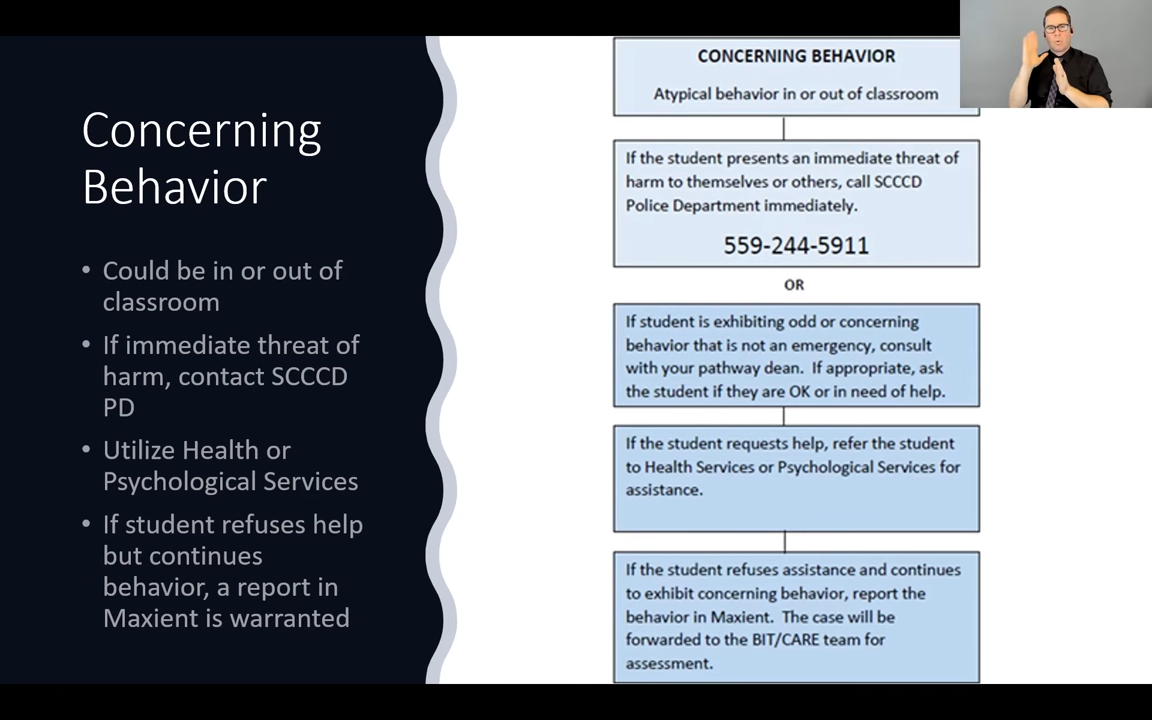 Concerning
Behavior
• Could be in or out of
classroom
• If immediate threat of
harm, contact SCCCD
PD
• Utilize Health or
Psychological Services
• If student refuses help
but continues
behavior, a report in
Maxient is warranted
CONCERNING BEHAVIOR
Atypical behavior in or out of classroom
If the student presents an immediate threat of
harm to themselves or others, call SCCCD
Police Department immediately.
559-244-5911
OR
If student is exhibiting odd or concerning
behavior that is not an emergency, consult
with your pathway dean.  If appropriate, ask
the student if they are OK or in need of help.
If the student requests help, refer the student
to Health Services or Psychological Services for
assistance.
If the student refuses assistance and continues
to exhibit concerning behavior, report the
behavior in Maxient.  The case will be
forwarded to the BIT/CARE team for
assessment.